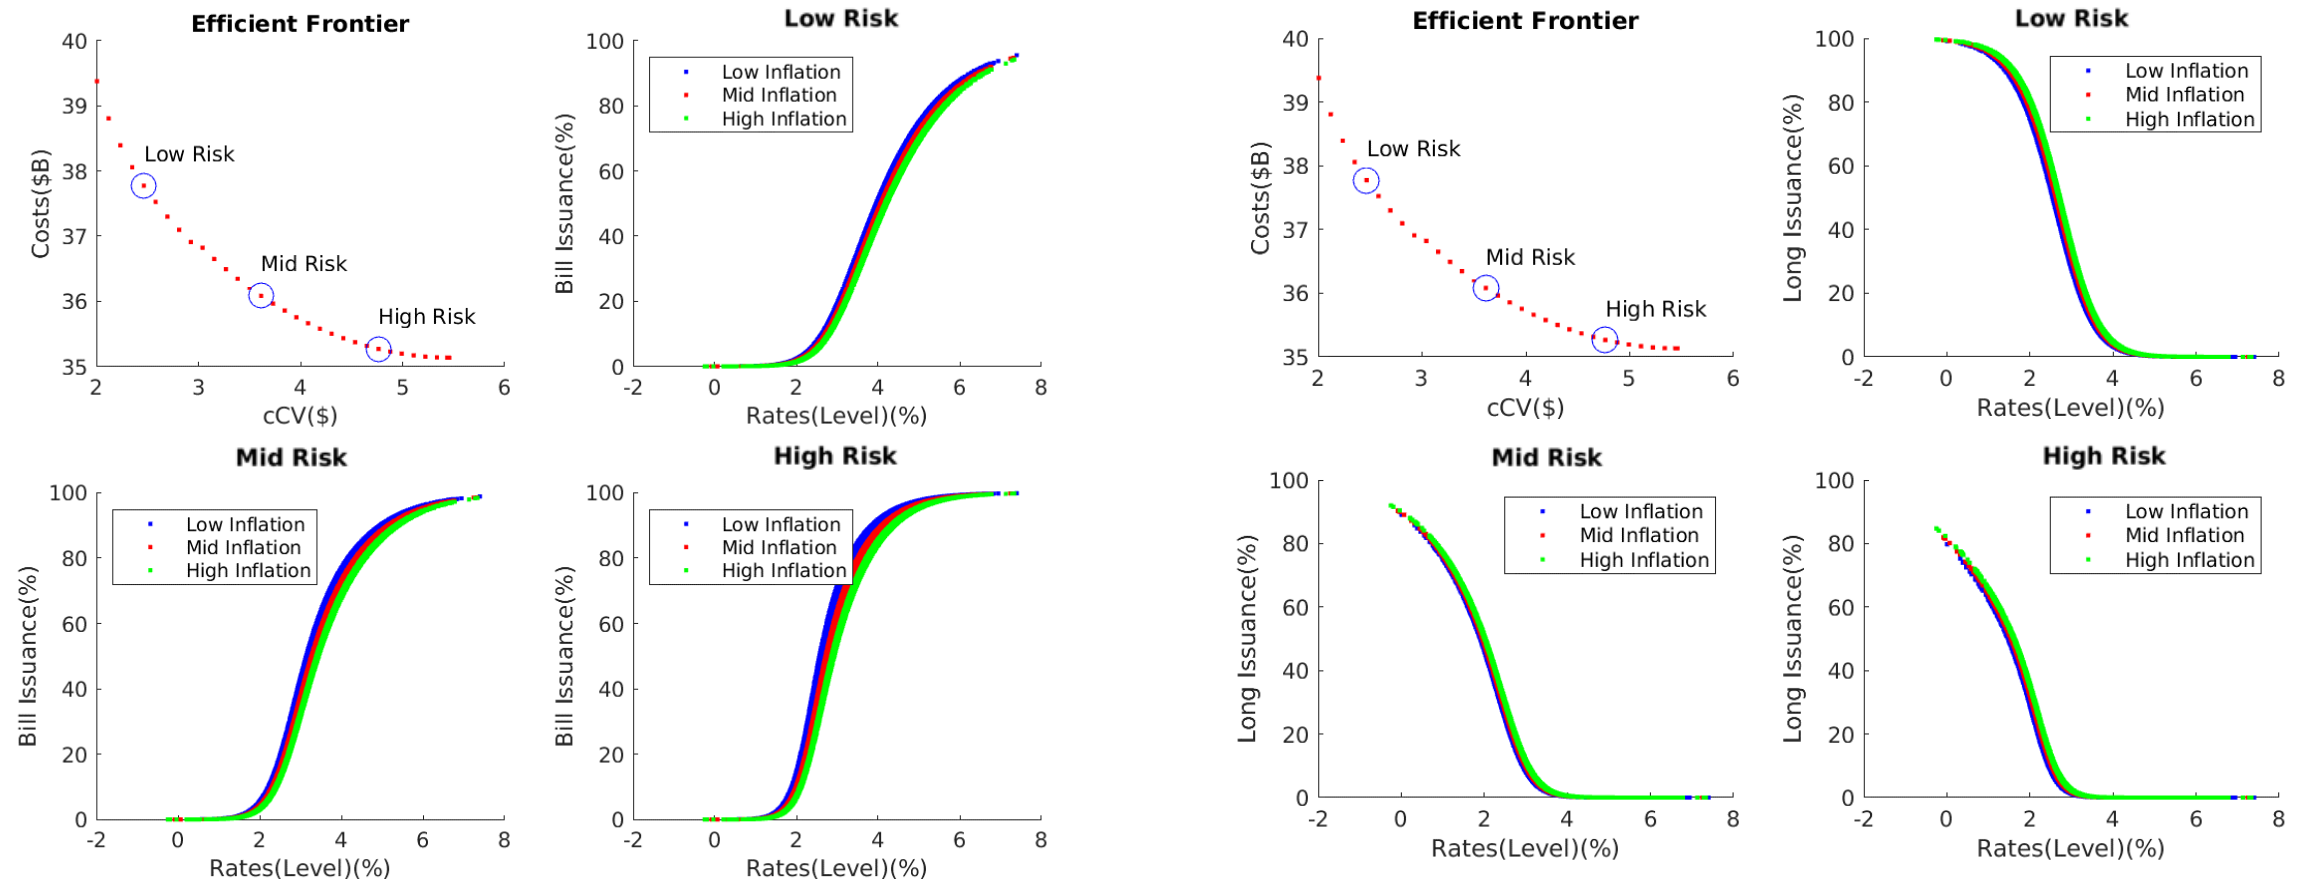 Efficient Frontier
40
39
38
37
36
35
2
3
4
5
6
Costs($B)
cCV($)
Low Risk
Mid Risk
High Risk
Low Risk
100
80
60
40
20
0
-2
0
2
4
6
8
Bill Issuance(%)
Rates(Level)(%)
Low Inflation
Mid Inflation
High Inflation
Efficient Frontier
40
39
38
37
36
35
2
3
4
5
6
Costs($B)
cCV($)
Low Risk
Mid Risk
High Risk
Low Risk
100
80
60
40
20
0
-2
0
2
4
6
8
Long Issuance(%)
Rates(Level)(%)
Low Inflation
Mid Inflation
High Inflation
Mid Risk
100
80
60
40
20
0
-2
0
2
4
6
8
Bill Issuance(%)
Rates(Level)(%)
Low Inflation
Mid Inflation
High Inflation
High Risk
100
80
60
40
20
0
-2
0
2
4
6
8
Bill Issuance(%)
Rates(Level)(%)
Low Inflation
Mid Inflation
High Inflation
Mid Risk
100
80
60
40
20
0
-2
0
2
4
6
8
Long Issuance(%)
Rates(Level)(%)
Low Inflation
Mid Inflation
High Inflation
High Risk
100
80
60
40
20
0
-2
0
2
4
6
8
Long Issuance(%)
Rates(Level)(%)
Low Inflation
Mid Inflation
High Inflation